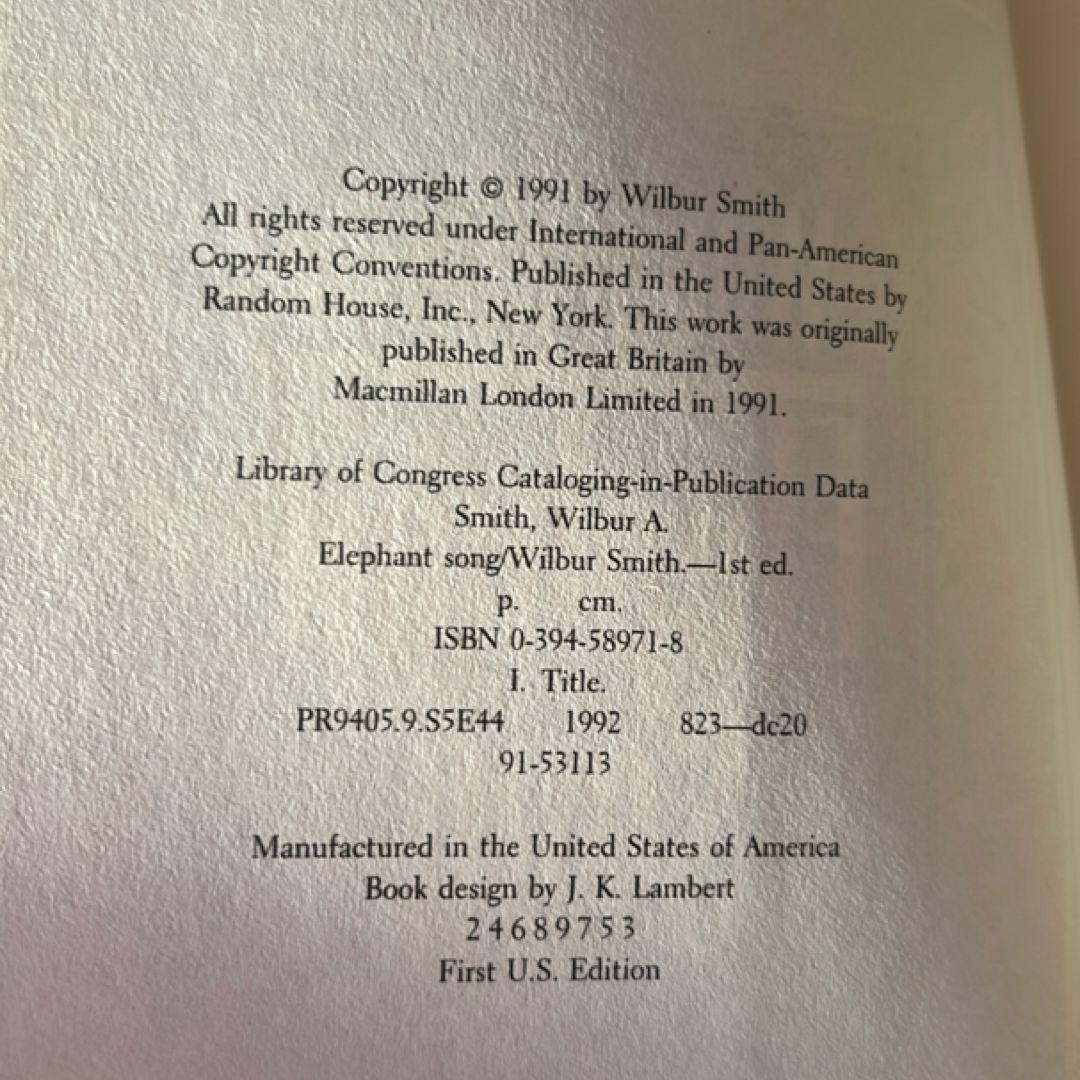 Copyright © 1991 by Wilbur Smith
All rights reserved under International and Pan-American
Copyright Conventions. Published in the United States by
Random House, Inc., New York. This work was originally
published in Great Britain by
Macmillan London Limited in 1991.
Library of Congress Cataloging-in-Publication Data
Smith, Wilbur A.
Elephant song/Wilbur Smith.—1st ed.
p. cm.
ISBN 0-394-58971-8
I. Title.
PR9405.9.S5E44 1992 823—dc20
91-53113
Manufactured in the United States of America
Book design by J. K. Lambert
2 4 6 8 9 7 5 3
First U.S. Edition